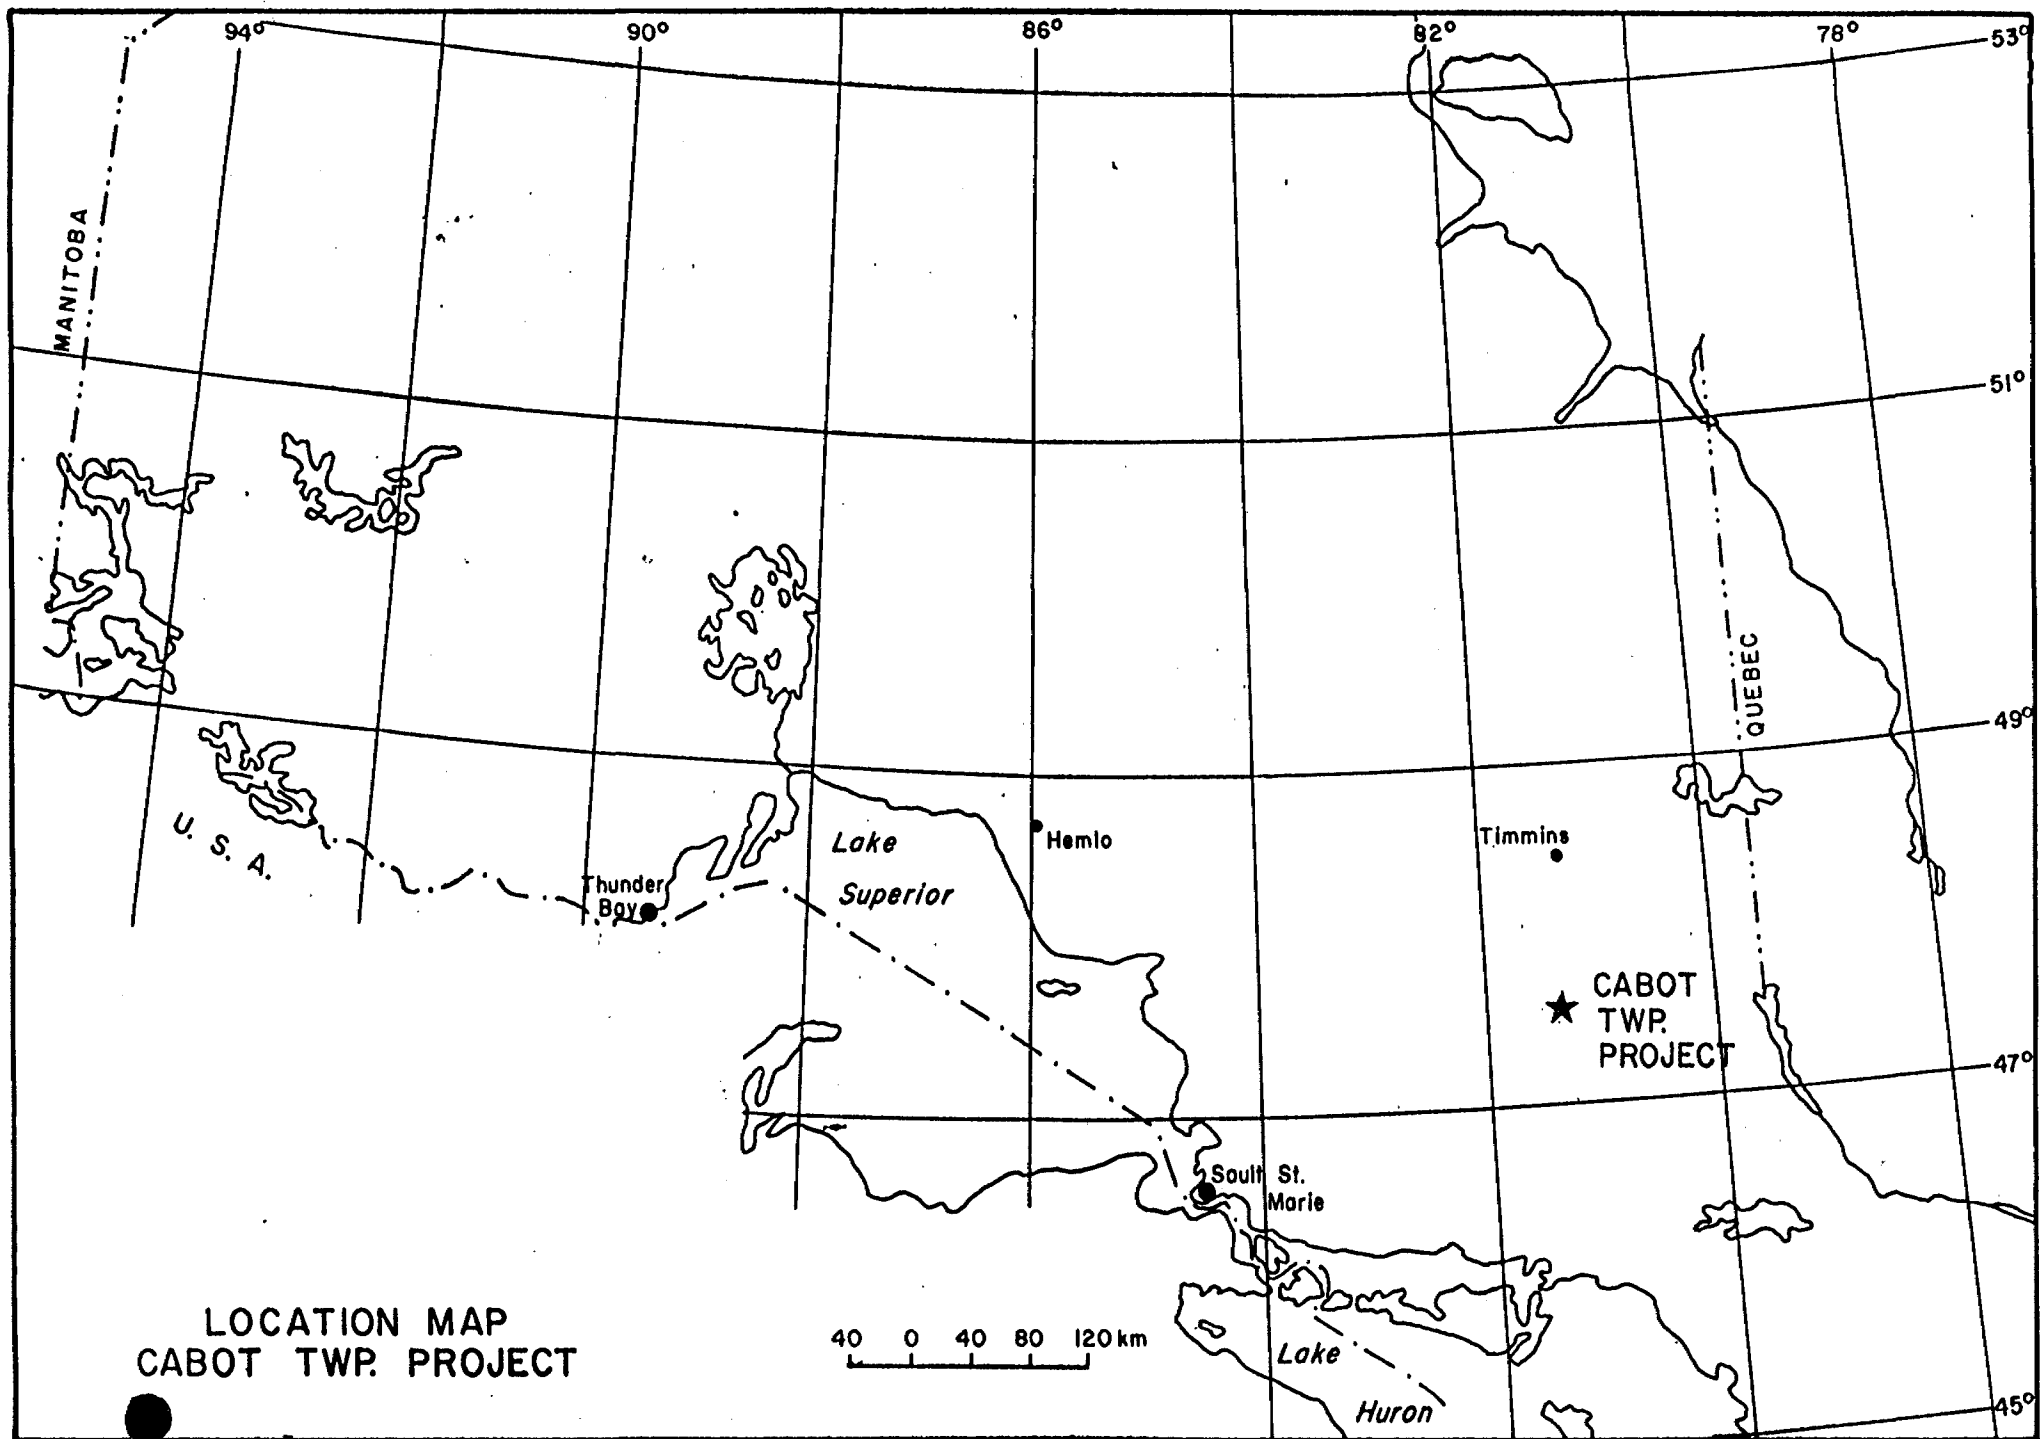 94°
90°
86°
82°
78°
53°
MANITOBA
51°
QUEBEC
49°
U. S. A.
Lake
Superior
Hemlo
Timmins
Thunder
Bay
CABOT
TWP.
PROJECT
47°
Sault St.
Marie
LOCATION MAP
CABOT TWP. PROJECT
40 0 40 80 120 km
Lake
Huron
45°